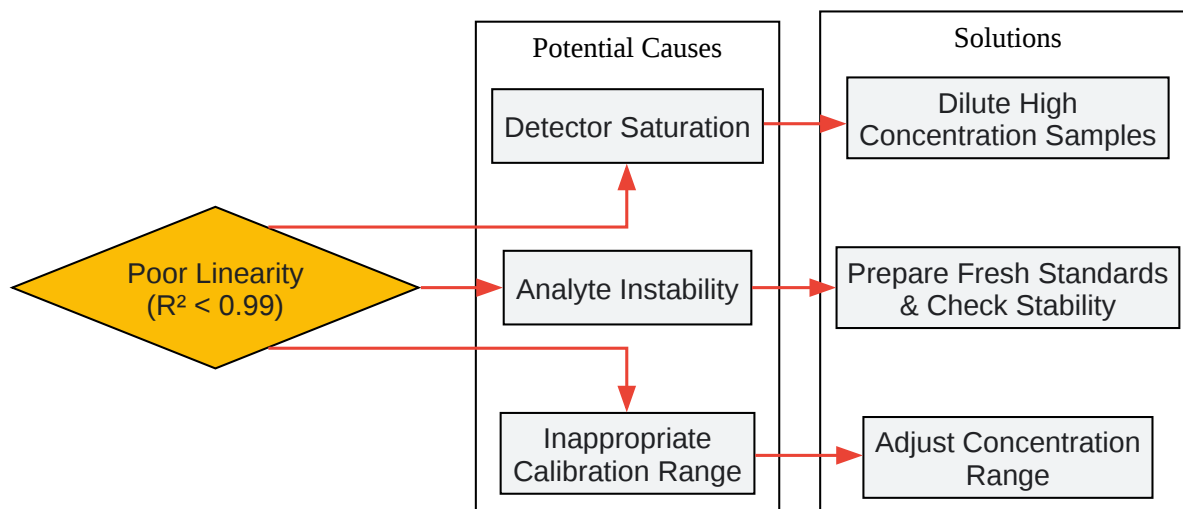 Potential Causes
Solutions
Detector Saturation
Dilute High
Concentration Samples
Poor Linearity
(R² < 0.99)
Analyte Instability
Prepare Fresh Standards
& Check Stability
Inappropriate
Calibration Range
Adjust Concentration
Range